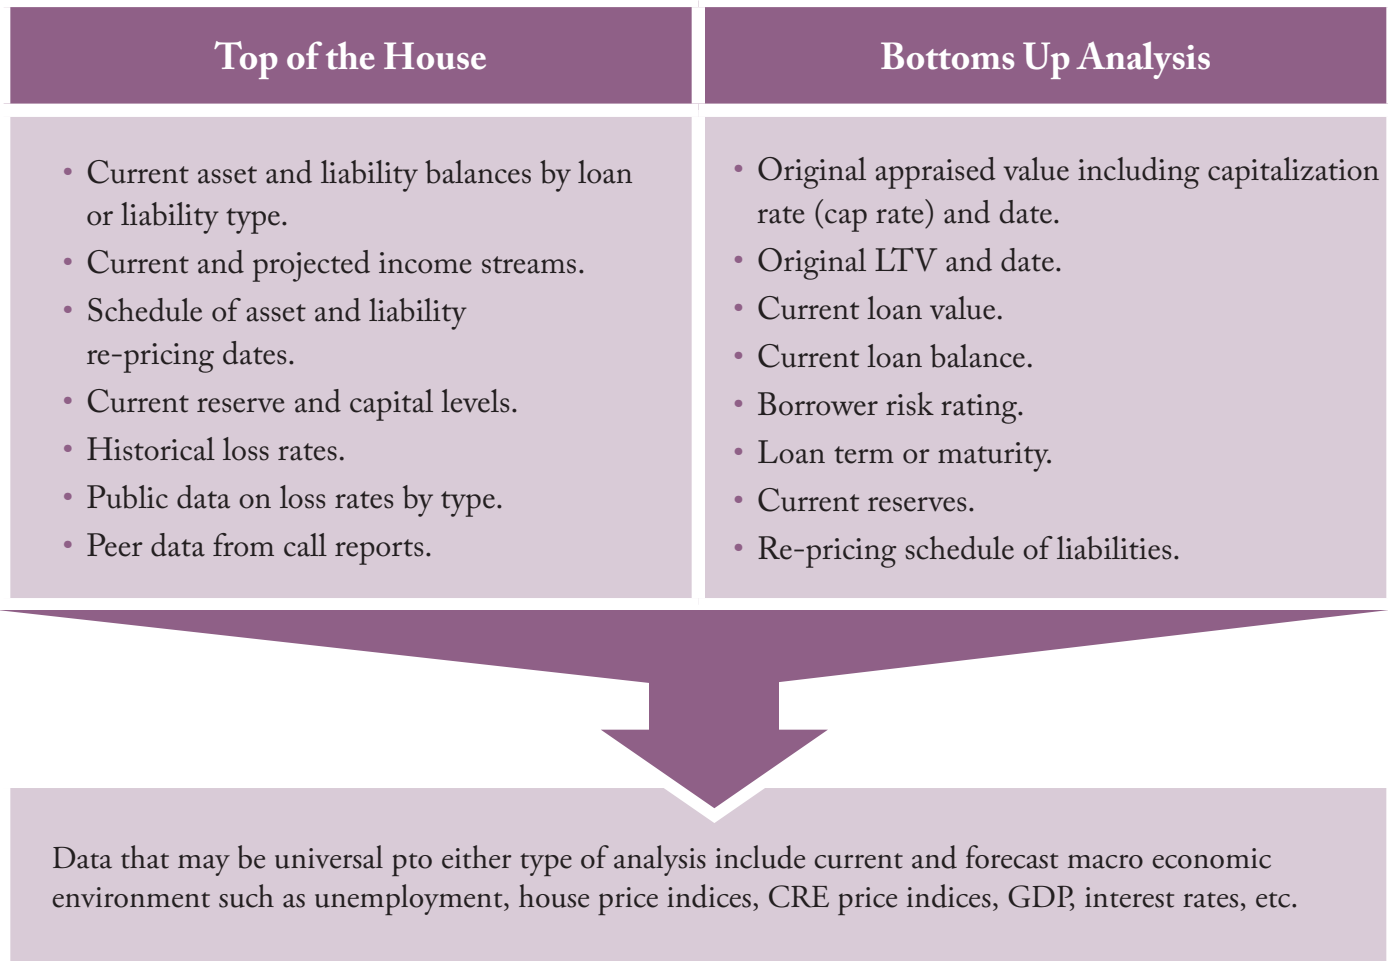 Top of the House
• Current asset and liability balances by loan
or liability type.
• Current and projected income streams.
• Schedule of asset and liability
re-pricing dates.
• Current reserve and capital levels.
• Historical loss rates.
• Public data on loss rates by type.
• Peer data from call reports.
Bottoms Up Analysis
• Original appraised value including capitalization
rate (cap rate) and date.
• Original LTV and date.
• Current loan value.
• Current loan balance.
• Borrower risk rating.
• Loan term or maturity.
• Current reserves.
• Re-pricing schedule of liabilities.
Data that may be universal pto either type of analysis include current and forecast macro economic
environment such as unemployment, house price indices, CRE price indices, GDP, interest rates, etc.